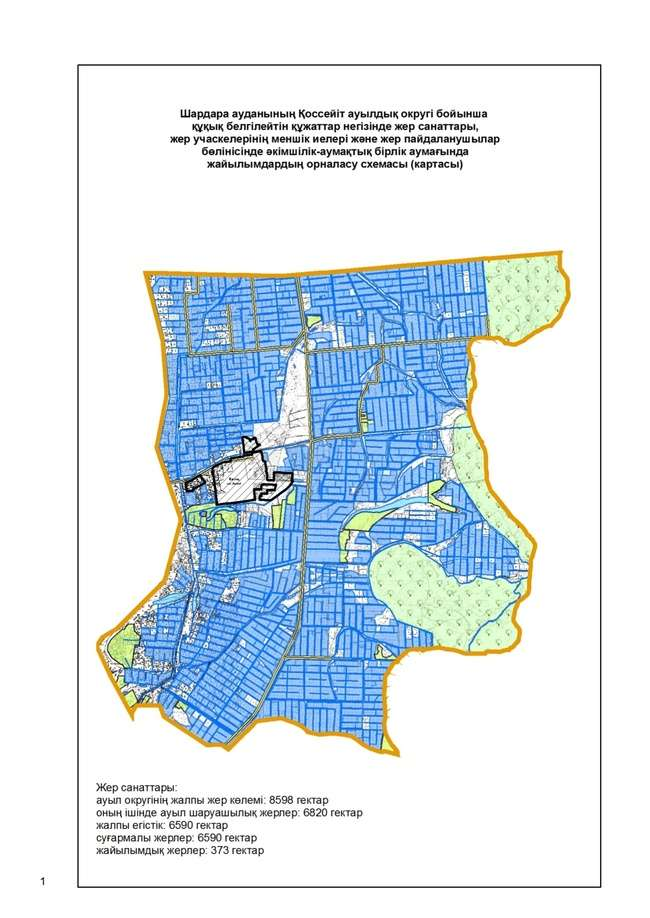 Шардара ауданының Қоссейіт ауылдық округі бойынша
құқық белгілейтін құжаттар негізінде жер санаттары,
жер учаскелерінің меншік иелері және жер пайдаланушылар
бөлінісінде әкімшілік-аумақтық бірлік аумағында
жайылымдардың орналасу схемасы (картасы)
Жер санаттары:
ауыл округінің жалпы жер көлемі: 8598 гектар
оның ішінде ауыл шаруашылық жерлер: 6820 гектар
жалпы егістік: 6590 гектар
суғармалы жерлер: 6590 гектар
жайылымдық жерлер: 373 гектар
1